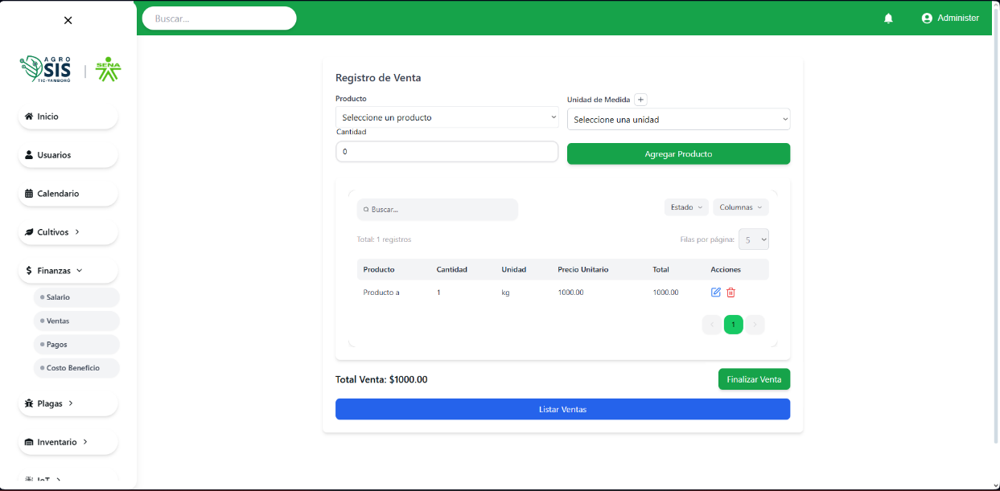 Buscar...
Administer
AGRO
SIS
TIC-YAMBORÓ
SENA
Inicio
Usuarios
Calendario
Cultivos
Finanzas
Salario
Ventas
Pagos
Costo Beneficio
Plagas
Inventario
IoT
Registro de Venta
Producto
Seleccione un producto
Unidad de Medida +
Seleccione una unidad
Cantidad
0
Agregar Producto
Buscar...
Estado
Columnas
Total: 1 registros
Filas por página: 5
Producto Cantidad Unidad Precio Unitario Total Acciones
Producto a 1 kg 1000.00 1000.00
1
Total Venta: $1000.00
Finalizar Venta
Listar Ventas